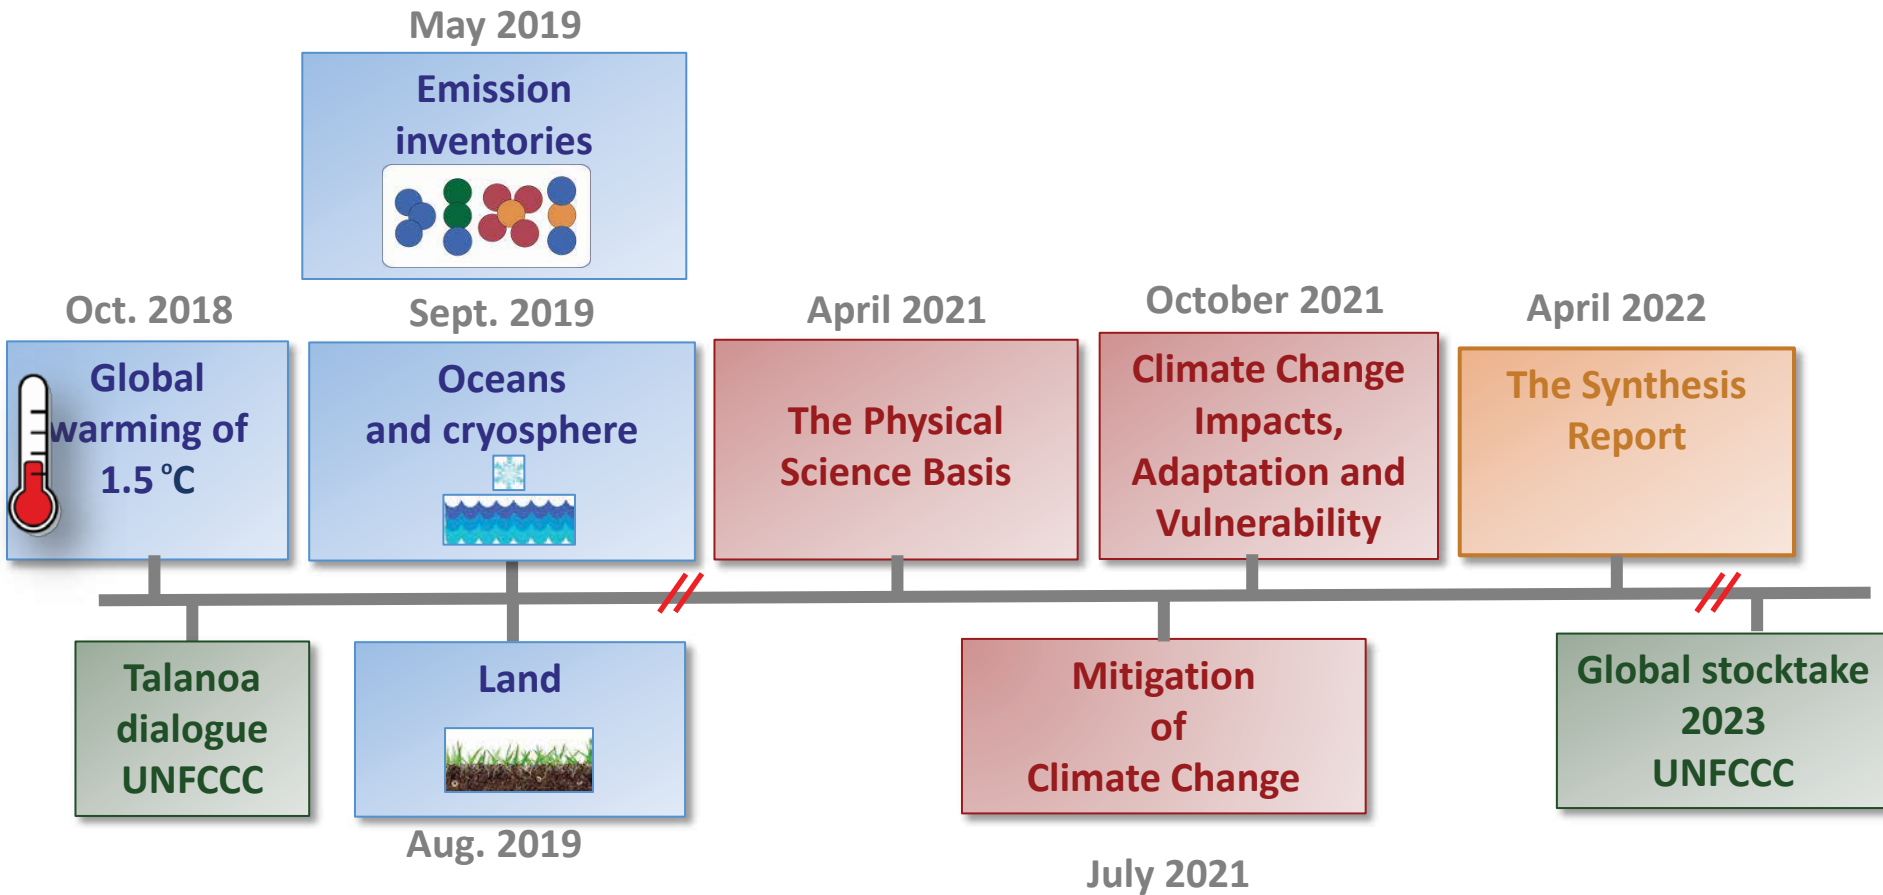 May 2019
Emission
inventories
Oct. 2018
Global
warming of
1.5 °C
Sept. 2019
Oceans
and cryosphere
April 2021
The Physical
Science Basis
October 2021
Climate Change
Impacts,
Adaptation and
Vulnerability
April 2022
The Synthesis
Report
Talanoa
dialogue
UNFCCC
Land
Aug. 2019
Mitigation
of
Climate Change
July 2021
Global stocktake
2023
UNFCCC